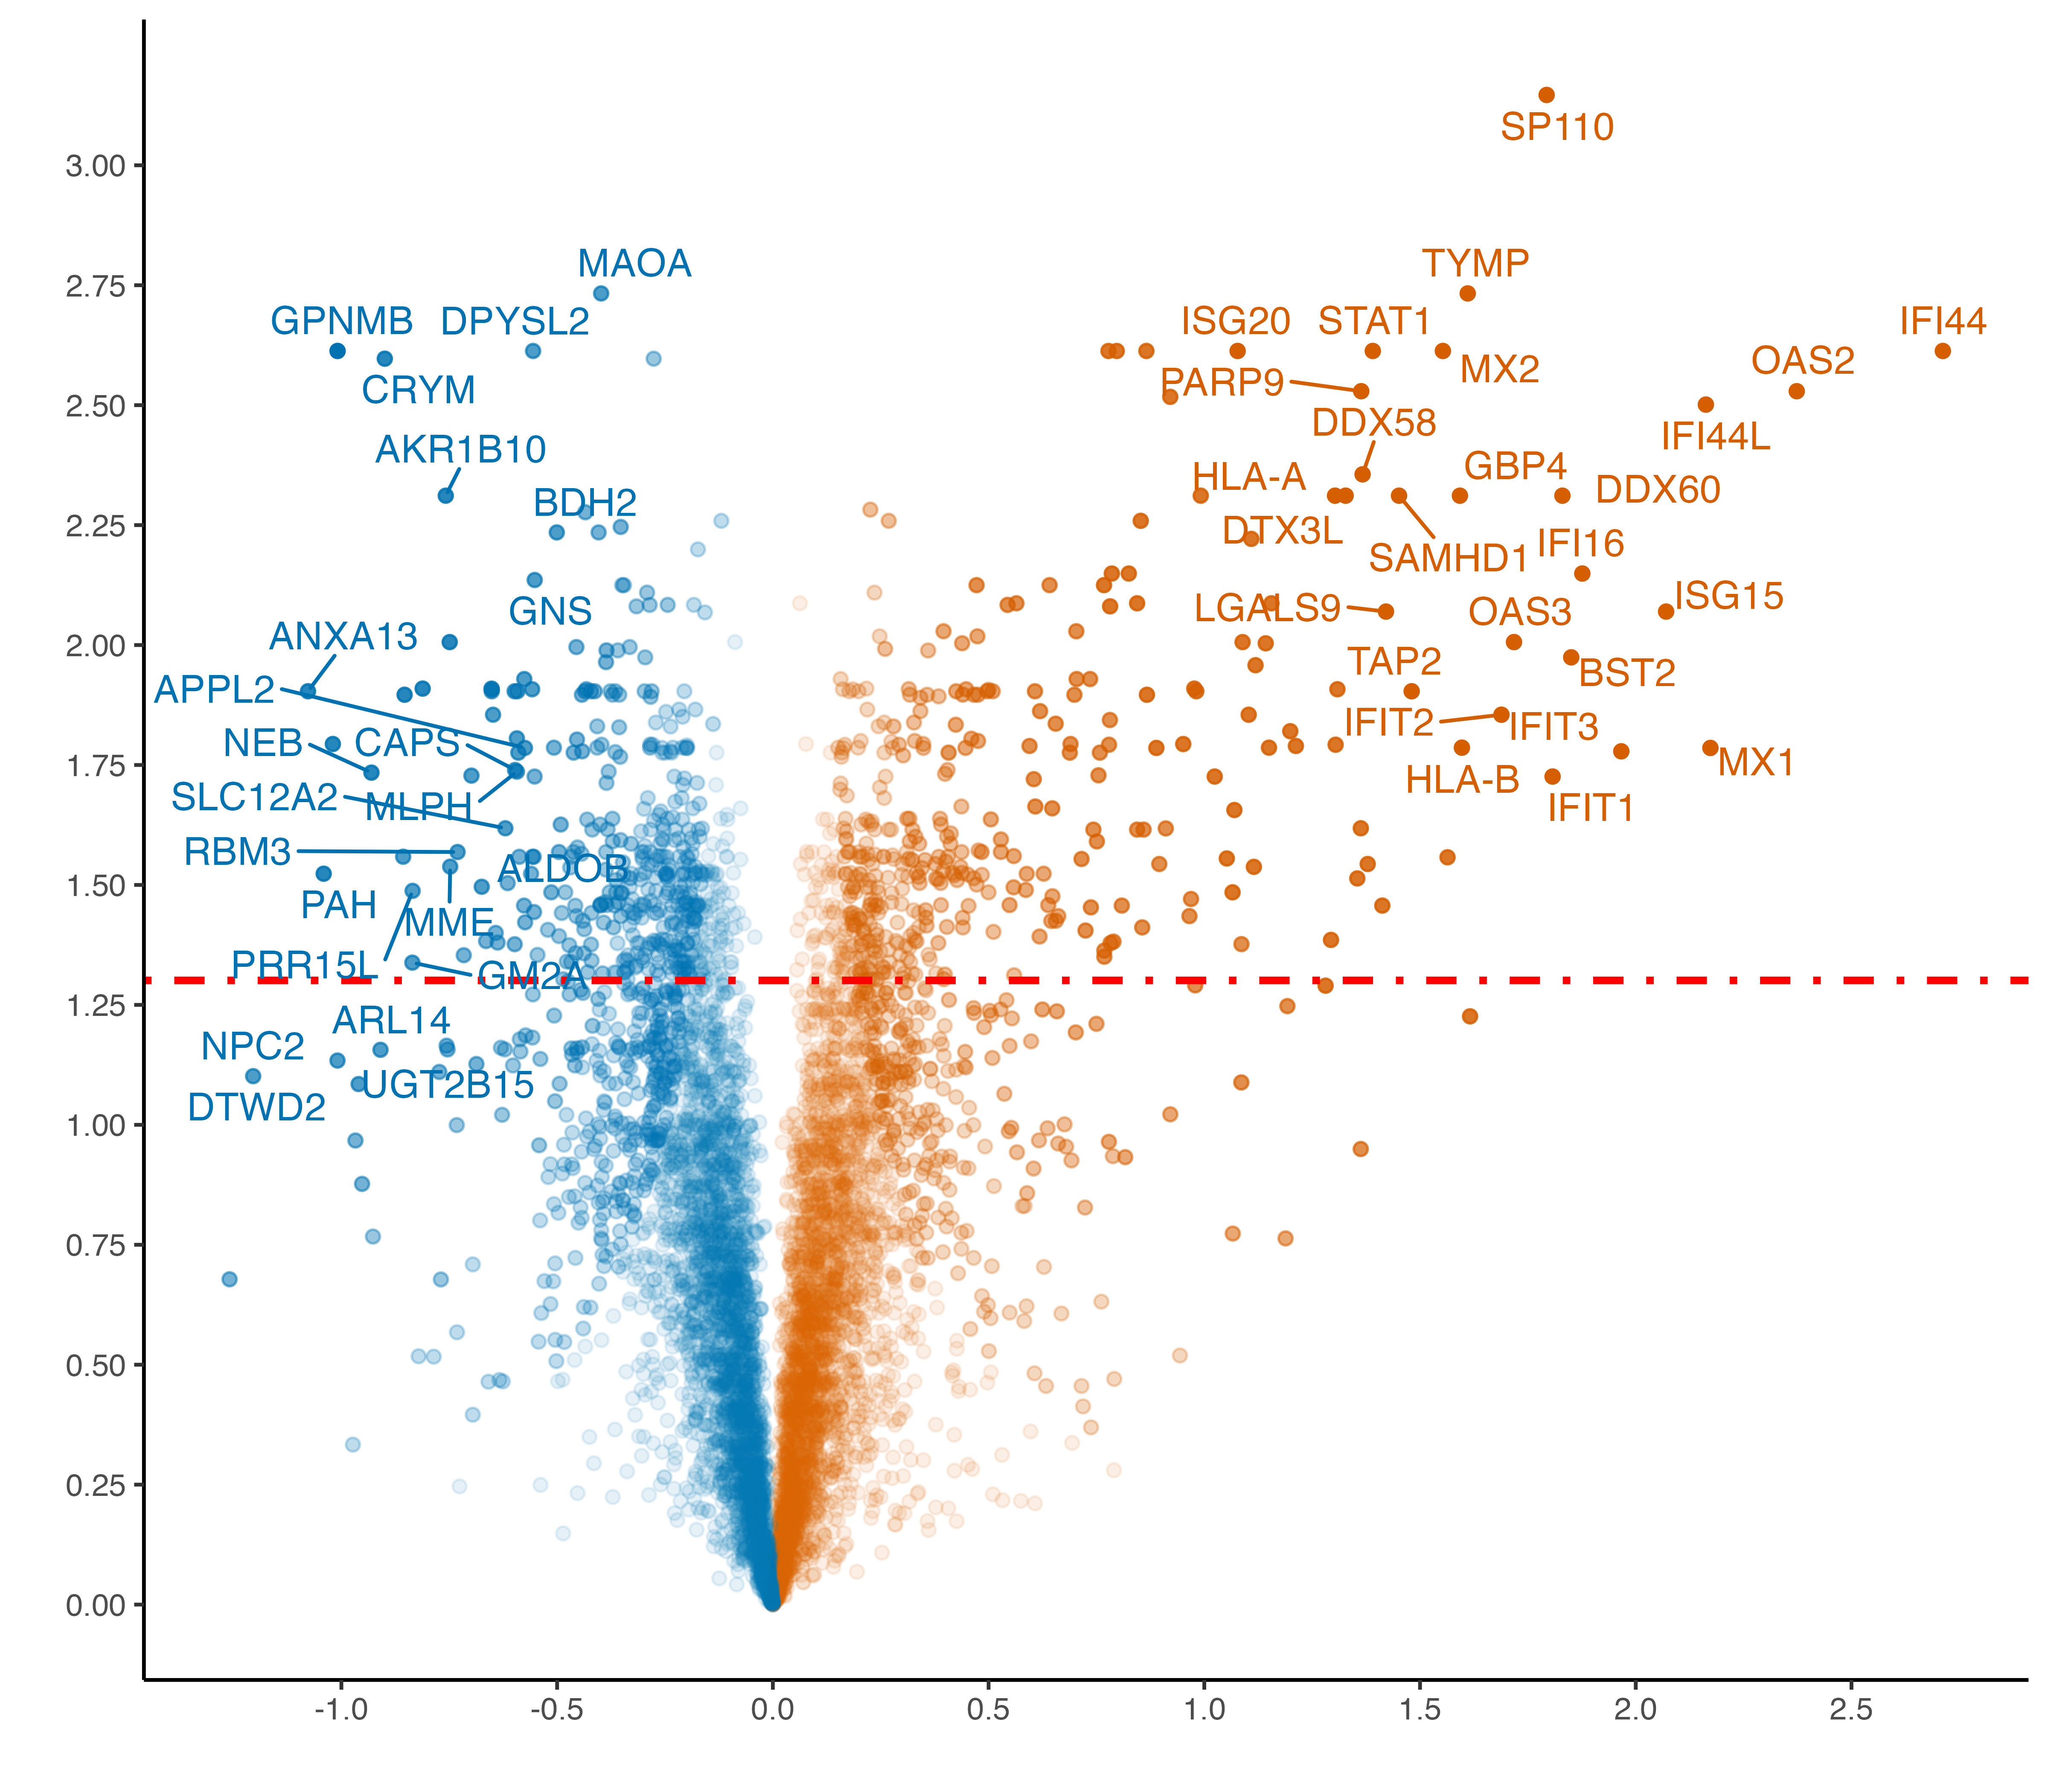 SP110
3.00
MAOA
TYMP
2.75
GPNMB
DPYSL2
ISG20
STAT1
IFI44
MX2
OAS2
CRYM
PARP9
2.50
DDX58
IFI44L
AKR1B10
HLA-A
GBP4
DDX60
BDH2
2.25
DTX3L
SAMHD1
IFI16
GNS
LGALS9
OAS3
ISG15
ANXA13
2.00
TAP2
BST2
APPL2
IFIT2
IFIT3
NEB
CAPS
1.75
MX1
HLA-B
SLC12A2
MLPH
IFIT1
RBM3
ALDOB
1.50
PAH
MME
PRR15L
GM2A
1.25
ARL14
NPC2
UGT2B15
DTWD2
1.00
0.75
0.50
0.25
0.00
-1.0
-0.5
0.0
0.5
1.0
1.5
2.0
2.5